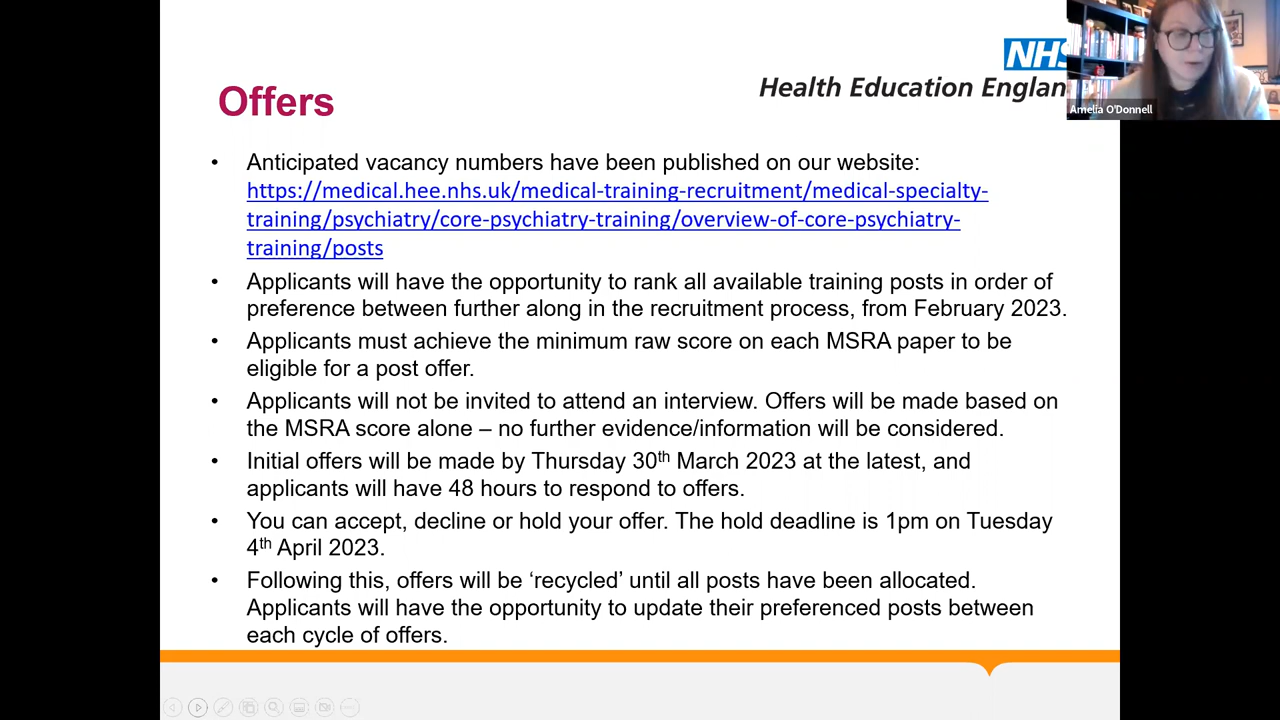 NHS
Health Education Englan
Amelia O'Donnell
Offers
• Anticipated vacancy numbers have been published on our website:
https://medical.hee.nhs.uk/medical-training-recruitment/medical-specialty-
training/psychiatry/core-psychiatry-training/overview-of-core-psychiatry-
training/posts
• Applicants will have the opportunity to rank all available training posts in order of
preference between further along in the recruitment process, from February 2023.
• Applicants must achieve the minimum raw score on each MSRA paper to be
eligible for a post offer.
• Applicants will not be invited to attend an interview. Offers will be made based on
the MSRA score alone – no further evidence/information will be considered.
• Initial offers will be made by Thursday 30th March 2023 at the latest, and
applicants will have 48 hours to respond to offers.
• You can accept, decline or hold your offer. The hold deadline is 1pm on Tuesday
4th April 2023.
• Following this, offers will be ‘recycled’ until all posts have been allocated.
Applicants will have the opportunity to update their preferenced posts between
each cycle of offers.